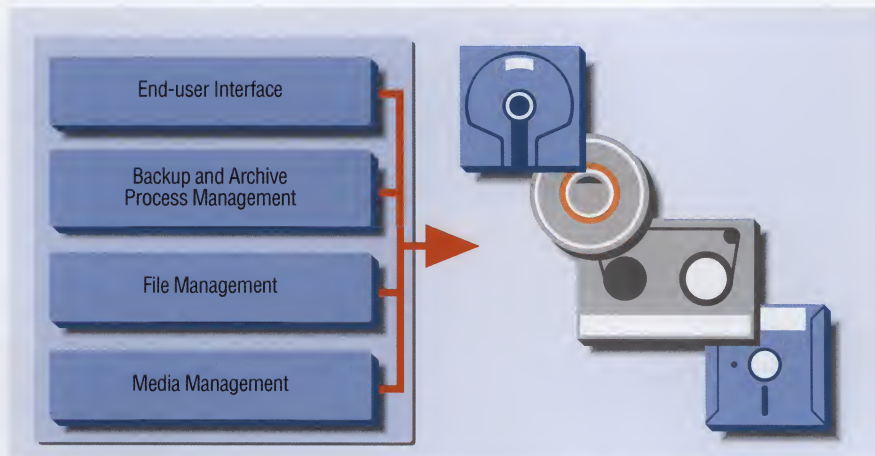 End-user Interface
Backup and Archive
Process Management
File Management
Media Management